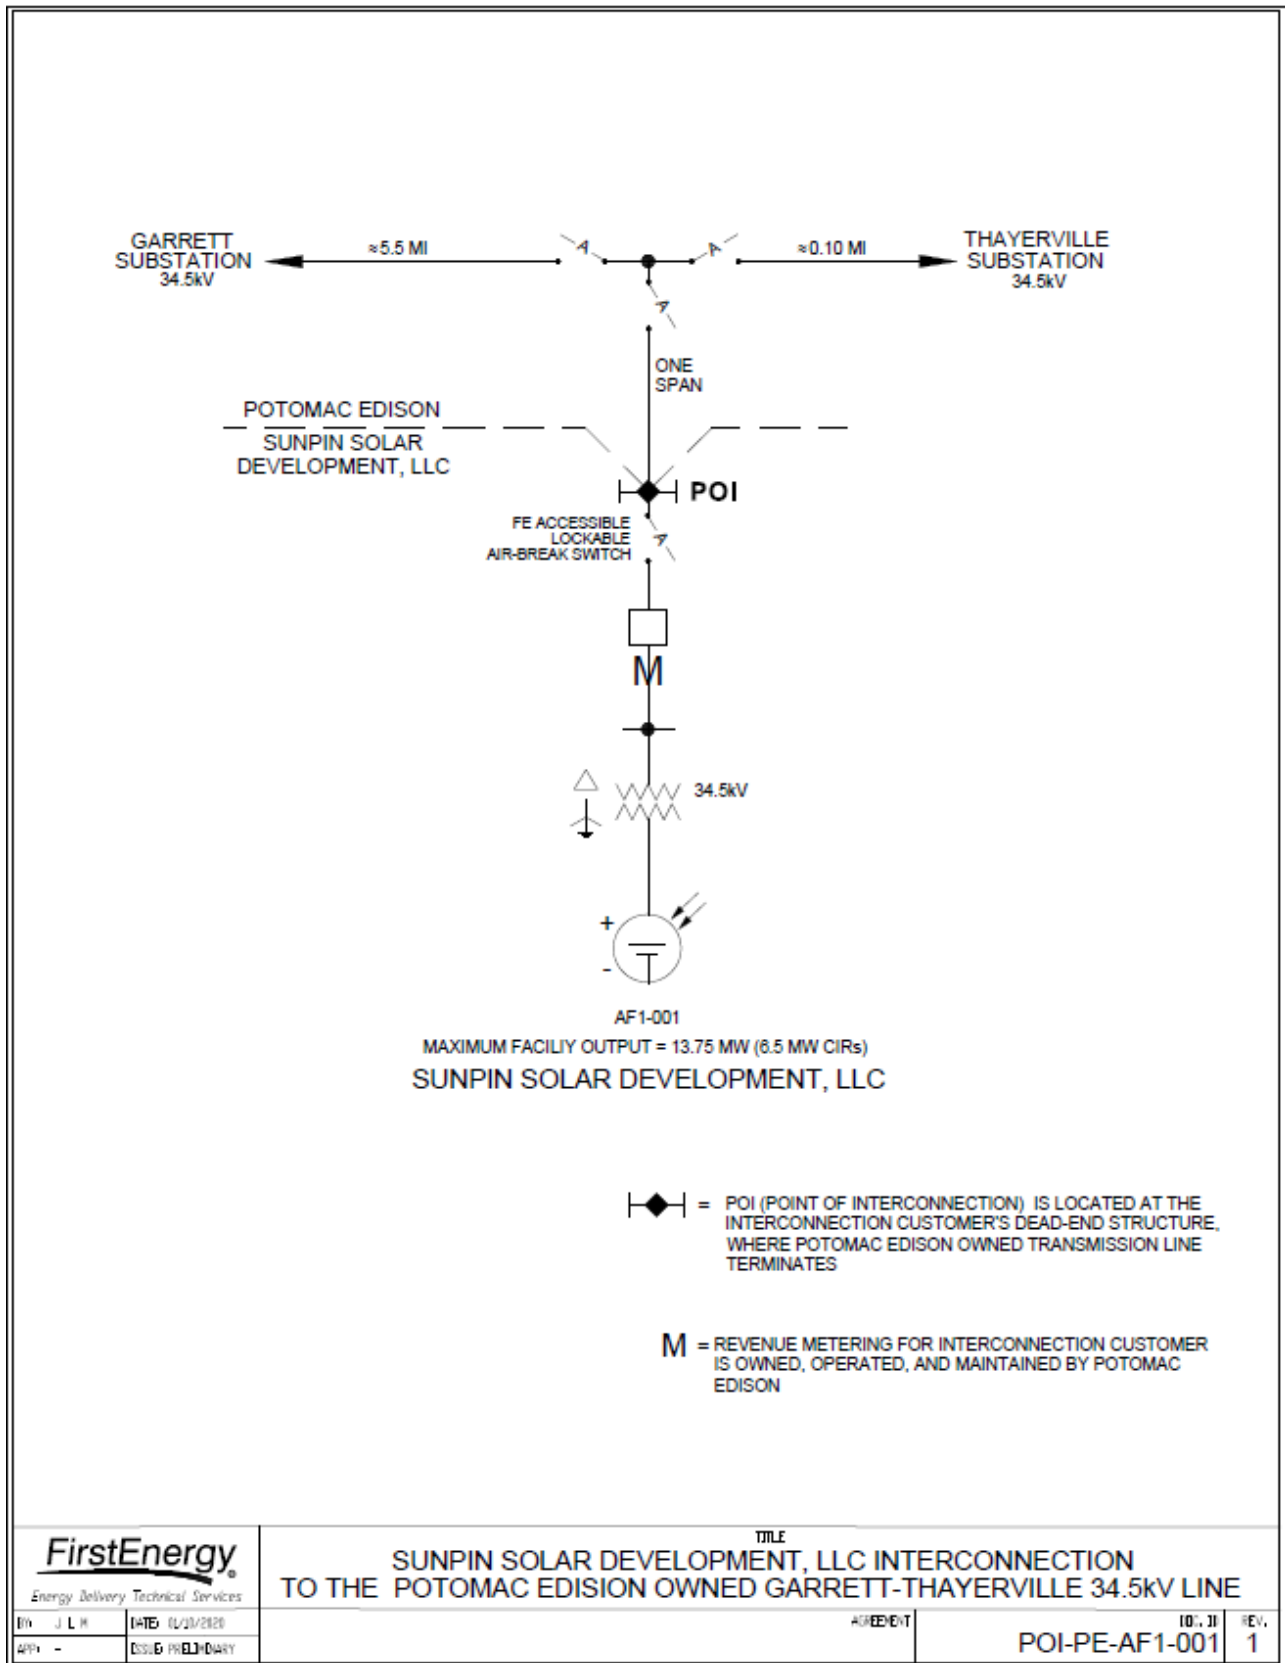 GARRETT
SUBSTATION
34.5kV
≈5.5 MI
A
A
≈0.10 MI
THAYERVILLE
SUBSTATION
34.5kV
A
ONE
SPAN
POTOMAC EDISON
SUNPIN SOLAR
DEVELOPMENT, LLC
POI
FE ACCESSIBLE
LOCKABLE
AIR-BREAK SWITCH
A
M
34.5kV
+
-
AF1-001
MAXIMUM FACILIY OUTPUT = 13.75 MW (6.5 MW CIRs)
SUNPIN SOLAR DEVELOPMENT, LLC
= POI (POINT OF INTERCONNECTION) IS LOCATED AT THE
INTERCONNECTION CUSTOMER'S DEAD-END STRUCTURE,
WHERE POTOMAC EDISON OWNED TRANSMISSION LINE
TERMINATES
M = REVENUE METERING FOR INTERCONNECTION CUSTOMER
IS OWNED, OPERATED, AND MAINTAINED BY POTOMAC
EDISON
FirstEnergy®
Energy Delivery Technical Services
BY: J L M
DATE: 01/10/2020
APP: -
ISSUE: PRELIMINARY
TITLE
SUNPIN SOLAR DEVELOPMENT, LLC INTERCONNECTION
TO THE POTOMAC EDISION OWNED GARRETT-THAYERVILLE 34.5kV LINE
AGREEMENT
DOC. ID
POI-PE-AF1-001
REV.
1